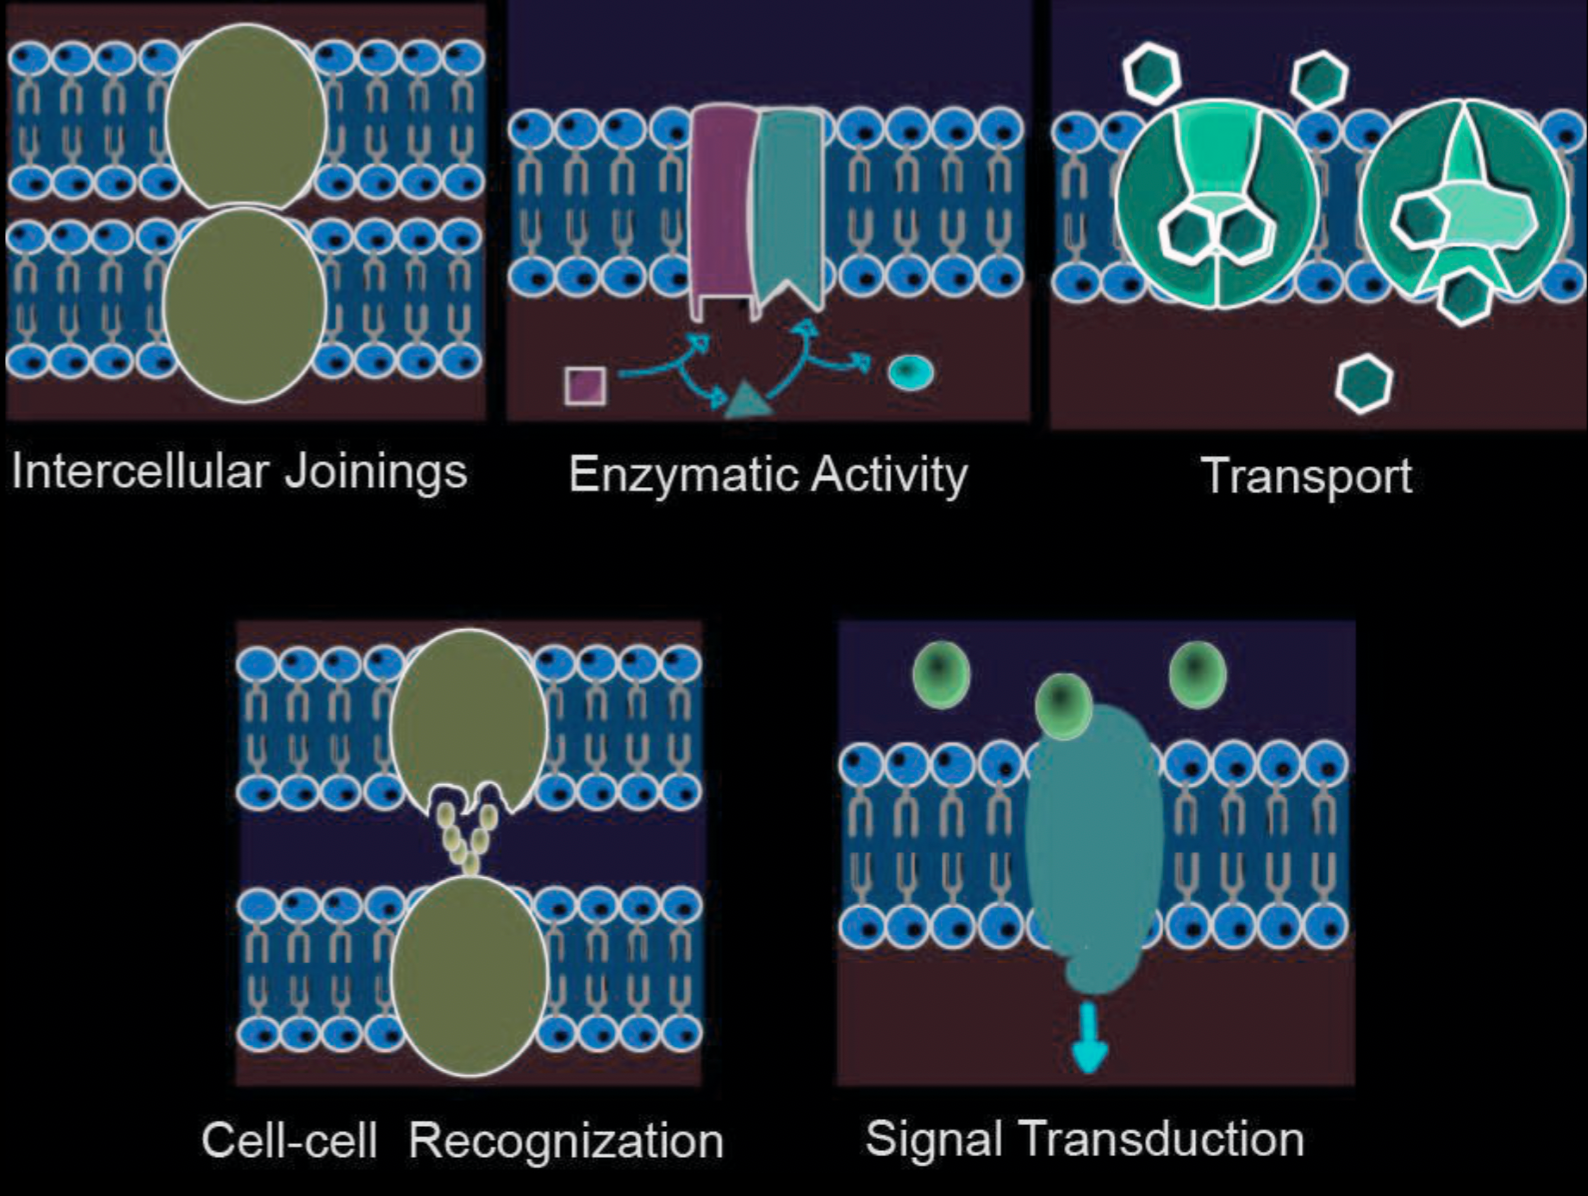 Intercellular Joinings
Enzymatic Activity
Transport
Cell-cell Recognization
Signal Transduction